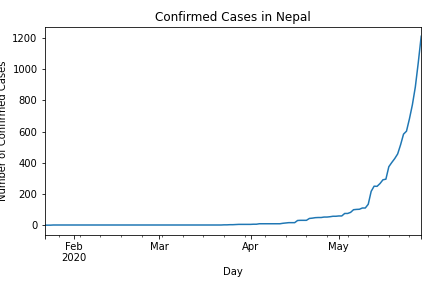 Confirmed Cases in Nepal
1200
1000
800
600
400
200
0
Number of Confirmed Cases
Feb
2020
Mar
Apr
May
Day